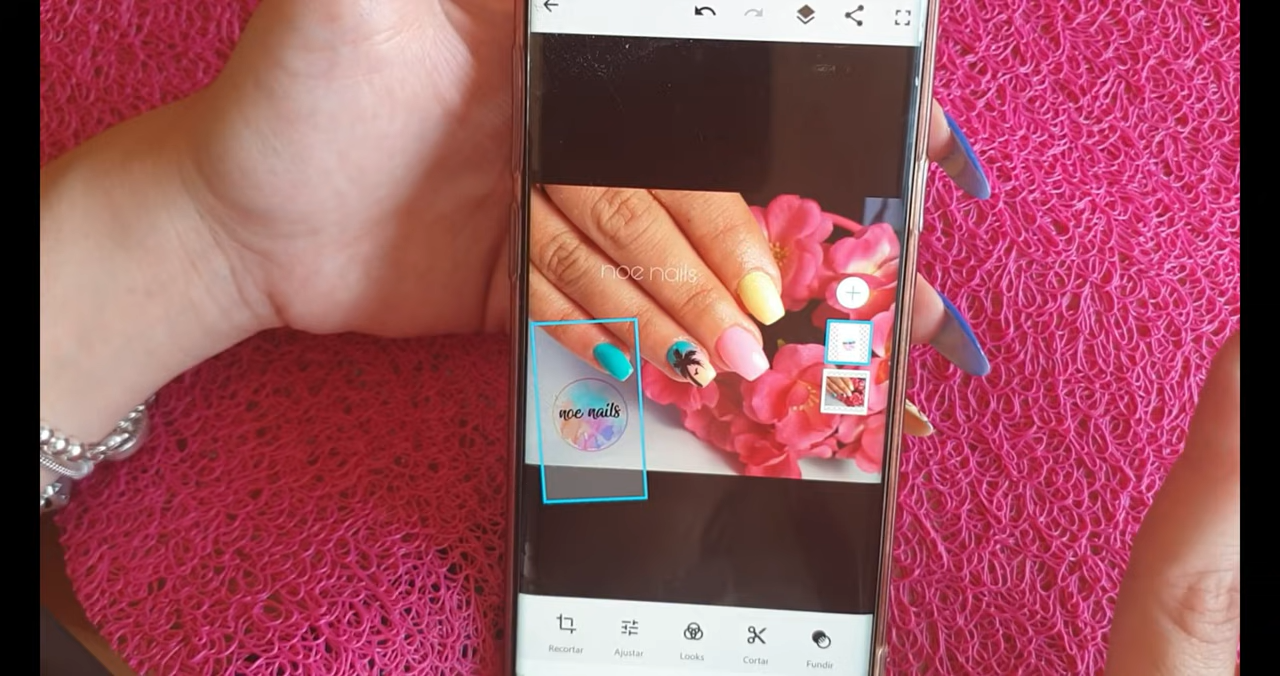 noe nails
noe nails
Recortar
Ajustar
Looks
Cortar
Fundir